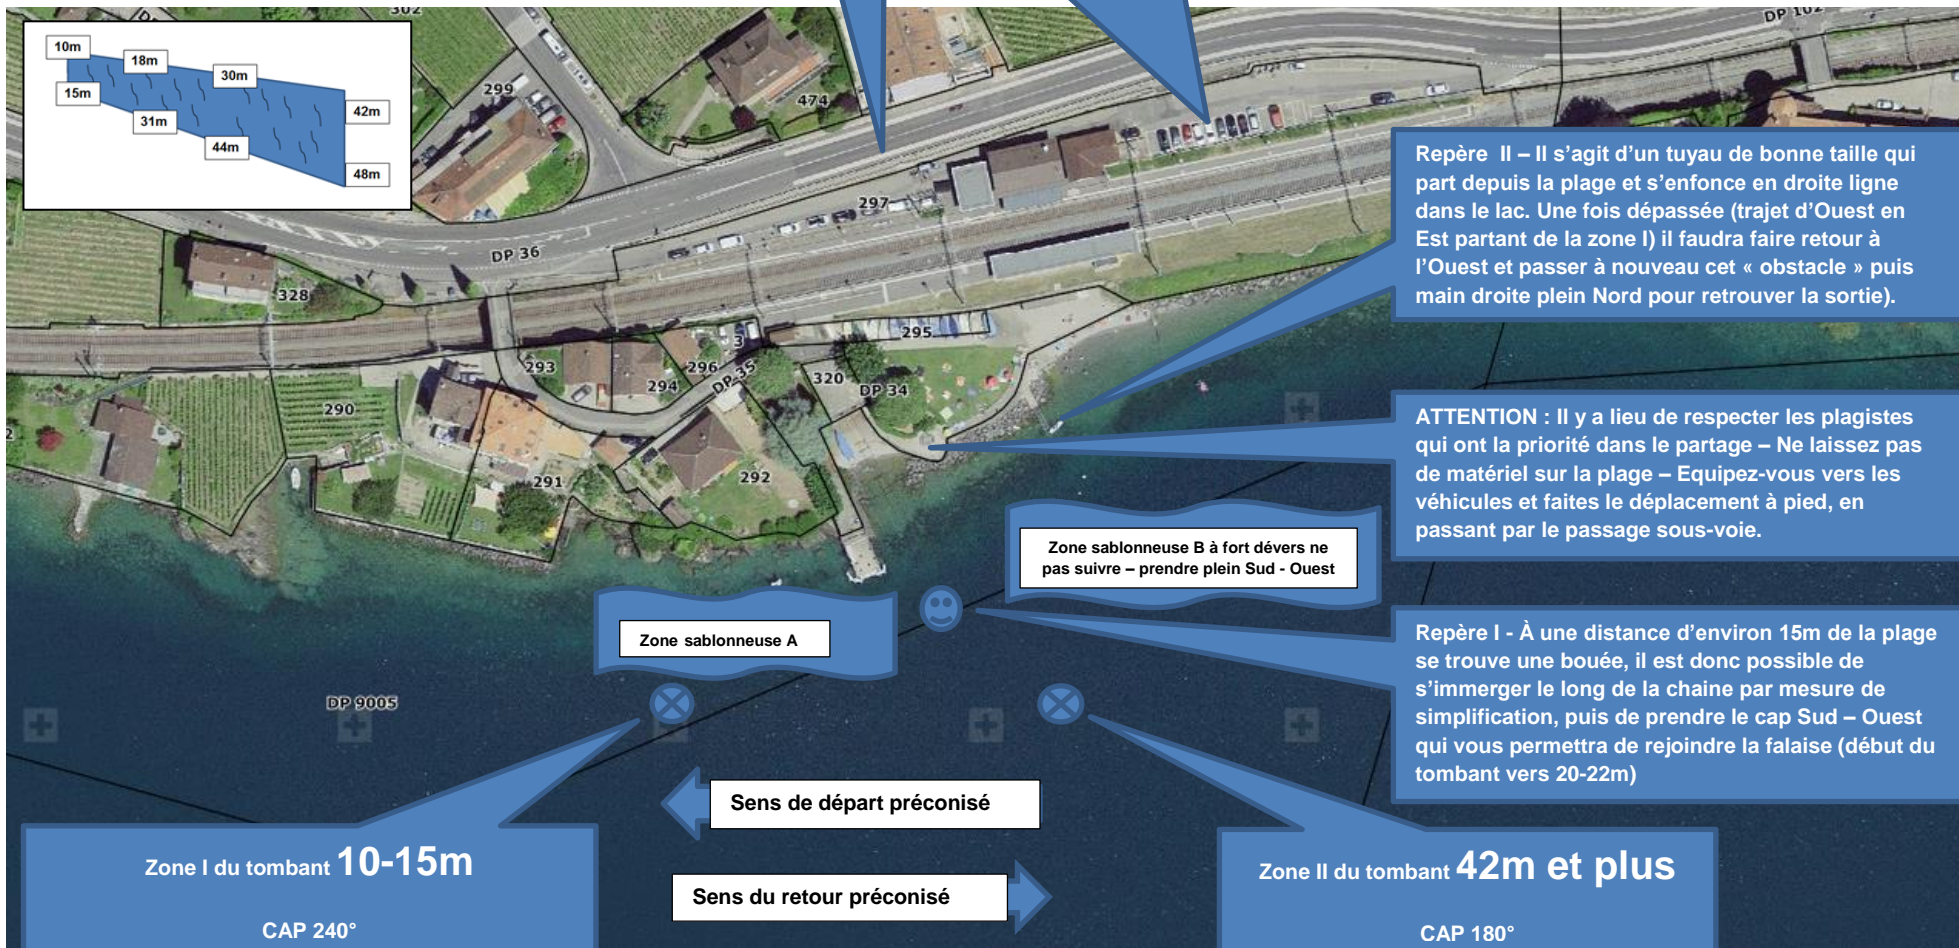 302
DP 102
10m
18m
30m
15m
42m
31m
44m
48m
299
474
297
DP 36
328
Repère II – Il s’agit d’un tuyau de bonne taille qui
part depuis la plage et s’enfonce en droite ligne
dans le lac. Une fois dépassée (trajet d’Ouest en
Est partant de la zone I) il faudra faire retour à
l’Ouest et passer à nouveau cet « obstacle » puis
main droite plein Nord pour retrouver la sortie).
295
3
293
296
294
DP 35
320
DP 34
290
2
291
292
ATTENTION : Il y a lieu de respecter les plagistes
qui ont la priorité dans le partage – Ne laissez pas
de matériel sur la plage – Equipez-vous vers les
véhicules et faites le déplacement à pied, en
passant par le passage sous-voie.
Zone sablonneuse B à fort dévers ne
pas suivre – prendre plein Sud - Ouest
Zone sablonneuse A
Repère I - À une distance d’environ 15m de la plage
se trouve une bouée, il est donc possible de
s’immerger le long de la chaine par mesure de
simplification, puis de prendre le cap Sud – Ouest
qui vous permettra de rejoindre la falaise (début du
tombant vers 20-22m)
DP 9005
Sens de départ préconisé
Zone I du tombant 10-15m
CAP 240°
Sens du retour préconisé
Zone II du tombant 42m et plus
CAP 180°